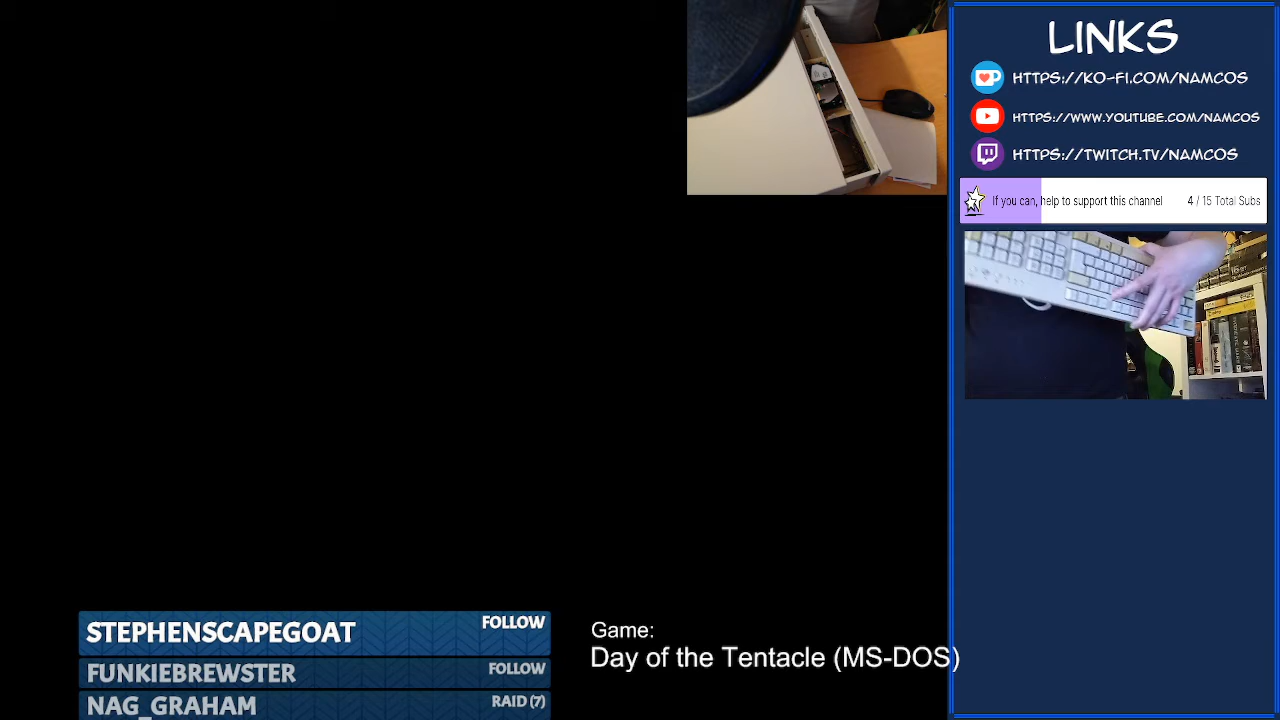 LINKS
HTTPS://KO-FI.COM/NAMCOS
HTTPS://WWW.YOUTUBE.COM/NAMCOS
HTTPS://TWITCH.TV/NAMCOS
If you can, help to support this channel 4 / 15 Total Subs
STEPHENSCAPEGOAT FOLLOW
FUNKIEBREWSTER FOLLOW
NAG_GRAHAM RAID (7)
Game:
Day of the Tentacle (MS-DOS)